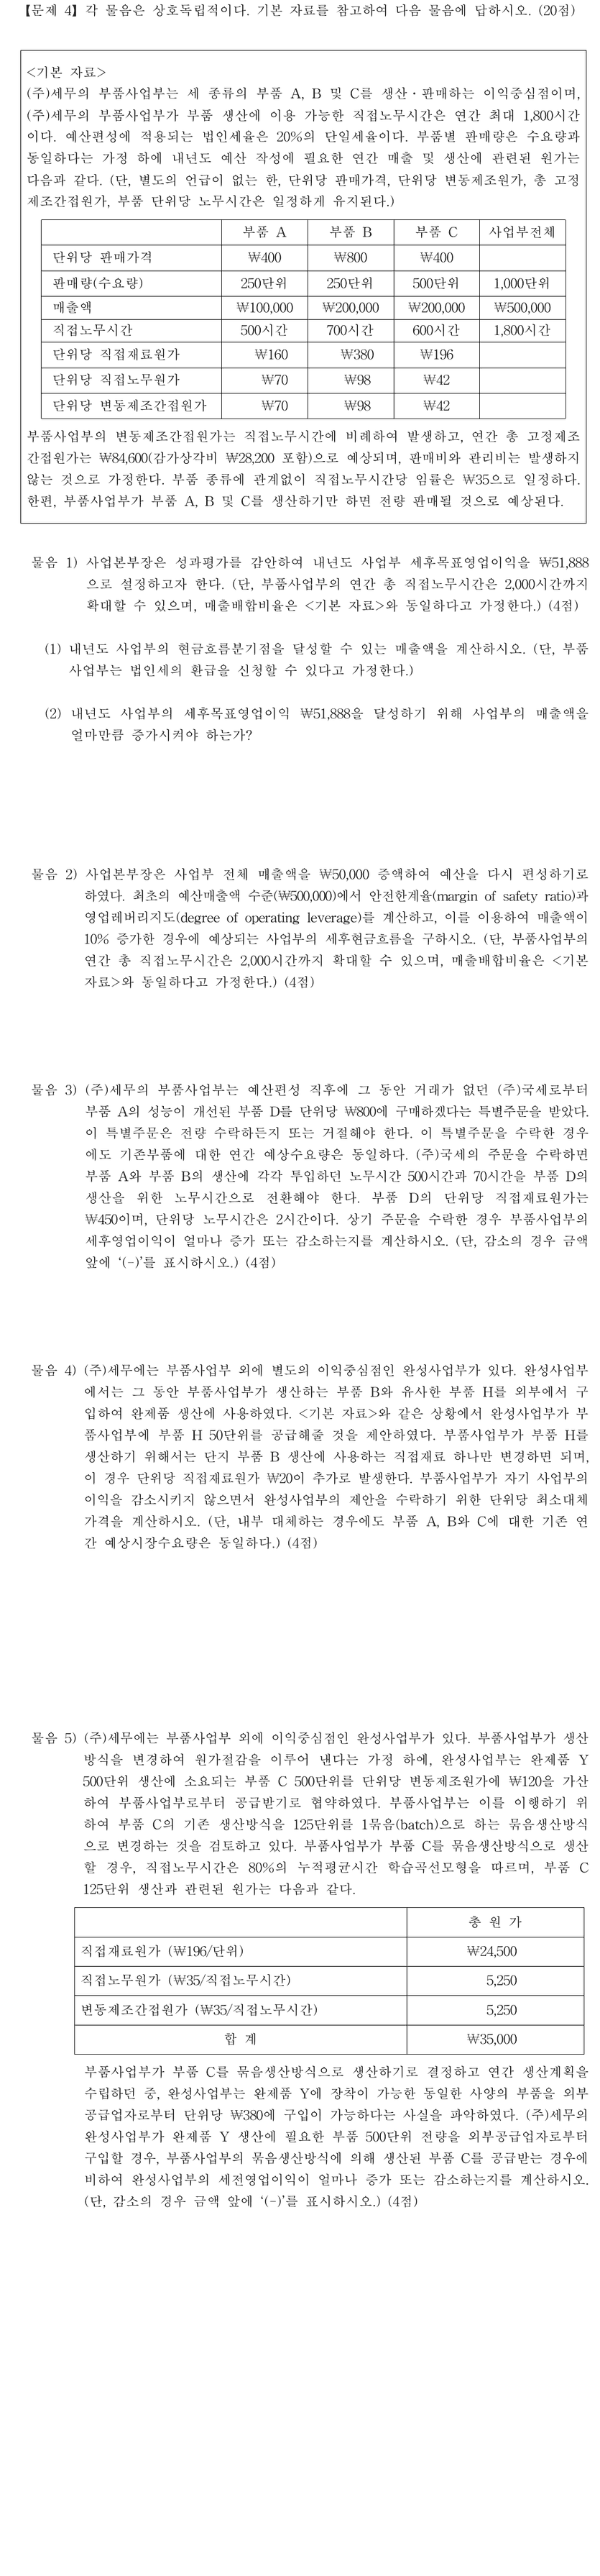 【문제 4】각 물음은 상호독립적이다. 기본 자료를 참고하여 다음 물음에 답하시오. (20점)
<기본 자료>
(주)세무의 부품사업부는 세 종류의 부품 A, B 및 C를 생산·판매하는 이익중심점이며,
(주)세무의 부품사업부가 부품 생산에 이용 가능한 직접노무시간은 연간 최대 1,800시간
이다. 예산편성에 적용되는 법인세율은 20%의 단일세율이다. 부품별 판매량은 수요량과
동일하다는 가정 하에 내년도 예산 작성에 필요한 연간 매출 및 생산에 관련된 원가는
다음과 같다. (단, 별도의 언급이 없는 한, 단위당 판매가격, 단위당 변동제조원가, 총 고정
제조간접원가, 부품 단위당 노무시간은 일정하게 유지된다.)
부품 A 부품 B 부품 C 사업부전체
단위당 판매가격 ₩400 ₩800 ₩400
판매량(수요량) 250단위 250단위 500단위 1,000단위
매출액 ₩100,000 ₩200,000 ₩200,000 ₩500,000
직접노무시간 500시간 700시간 600시간 1,800시간
단위당 직접재료원가 ₩160 ₩380 ₩196
단위당 직접노무원가 ₩70 ₩98 ₩42
단위당 변동제조간접원가 ₩70 ₩98 ₩42
부품사업부의 변동제조간접원가는 직접노무시간에 비례하여 발생하고, 연간 총 고정제조
간접원가는 ₩84,600(감가상각비 ₩28,200 포함)으로 예상되며, 판매비와 관리비는 발생하지
않는 것으로 가정한다. 부품 종류에 관계없이 직접노무시간당 임률은 ₩35으로 일정하다.
한편, 부품사업부가 부품 A, B 및 C를 생산하기만 하면 전량 판매될 것으로 예상된다.
물음 1) 사업본부장은 성과평가를 감안하여 내년도 사업부 세후목표영업이익을 ₩51,888
으로 설정하고자 한다. (단, 부품사업부의 연간 총 직접노무시간은 2,000시간까지
확대할 수 있으며, 매출배합비율은 <기본 자료>와 동일하다고 가정한다.) (4점)
(1) 내년도 사업부의 현금흐름분기점을 달성할 수 있는 매출액을 계산하시오. (단, 부품
사업부는 법인세의 환급을 신청할 수 있다고 가정한다.)
(2) 내년도 사업부의 세후목표영업이익 ₩51,888을 달성하기 위해 사업부의 매출액을
얼마만큼 증가시켜야 하는가?
물음 2) 사업본부장은 사업부 전체 매출액을 ₩50,000 증액하여 예산을 다시 편성하기로
하였다. 최초의 예산매출액 수준(₩500,000)에서 안전한계율(margin of safety ratio)과
영업레버리지도(degree of operating leverage)를 계산하고, 이를 이용하여 매출액이
10% 증가한 경우에 예상되는 사업부의 세후현금흐름을 구하시오. (단, 부품사업부의
연간 총 직접노무시간은 2,000시간까지 확대할 수 있으며, 매출배합비율은 <기본
자료>와 동일하다고 가정한다.) (4점)
물음 3) (주)세무의 부품사업부는 예산편성 직후에 그 동안 거래가 없던 (주)국세로부터
부품 A의 성능이 개선된 부품 D를 단위당 ₩800에 구매하겠다는 특별주문을 받았다.
이 특별주문은 전량 수락하든지 또는 거절해야 한다. 이 특별주문을 수락한 경우
에도 기존부품에 대한 연간 예상수요량은 동일하다. (주)국세의 주문을 수락하면
부품 A와 부품 B의 생산에 각각 투입하던 노무시간 500시간과 70시간을 부품 D의
생산을 위한 노무시간으로 전환해야 한다. 부품 D의 단위당 직접재료원가는
₩450이며, 단위당 노무시간은 2시간이다. 상기 주문을 수락한 경우 부품사업부의
세후영업이익이 얼마나 증가 또는 감소하는지를 계산하시오. (단, 감소의 경우 금액
앞에 ‘(-)’를 표시하시오.) (4점)
물음 4) (주)세무에는 부품사업부 외에 별도의 이익중심점인 완성사업부가 있다. 완성사업부
에서는 그 동안 부품사업부가 생산하는 부품 B와 유사한 부품 H를 외부에서 구
입하여 완제품 생산에 사용하였다. <기본 자료>와 같은 상황에서 완성사업부가 부
품사업부에 부품 H 50단위를 공급해줄 것을 제안하였다. 부품사업부가 부품 H를
생산하기 위해서는 단지 부품 B 생산에 사용하는 직접재료 하나만 변경하면 되며,
이 경우 단위당 직접재료원가 ₩20이 추가로 발생한다. 부품사업부가 자기 사업부의
이익을 감소시키지 않으면서 완성사업부의 제안을 수락하기 위한 단위당 최소대체
가격을 계산하시오. (단, 내부 대체하는 경우에도 부품 A, B와 C에 대한 기존 연
간 예상시장수요량은 동일하다.) (4점)
물음 5) (주)세무에는 부품사업부 외에 이익중심점인 완성사업부가 있다. 부품사업부가 생산
방식을 변경하여 원가절감을 이루어 낸다는 가정 하에, 완성사업부는 완제품 Y
500단위 생산에 소요되는 부품 C 500단위를 단위당 변동제조원가에 ₩120을 가산
하여 부품사업부로부터 공급받기로 협약하였다. 부품사업부는 이를 이행하기 위
하여 부품 C의 기존 생산방식을 125단위를 1묶음(batch)으로 하는 묶음생산방식
으로 변경하는 것을 검토하고 있다. 부품사업부가 부품 C를 묶음생산방식으로 생산
할 경우, 직접노무시간은 80%의 누적평균시간 학습곡선모형을 따르며, 부품 C
125단위 생산과 관련된 원가는 다음과 같다.
총 원 가
직접재료원가 (₩196/단위) ₩24,500
직접노무원가 (₩35/직접노무시간) 5,250
변동제조간접원가 (₩35/직접노무시간) 5,250
합 계 ₩35,000
부품사업부가 부품 C를 묶음생산방식으로 생산하기로 결정하고 연간 생산계획을
수립하던 중, 완성사업부는 완제품 Y에 장착이 가능한 동일한 사양의 부품을 외부
공급업자로부터 단위당 ₩380에 구입이 가능하다는 사실을 파악하였다. (주)세무의
완성사업부가 완제품 Y 생산에 필요한 부품 500단위 전량을 외부공급업자로부터
구입할 경우, 부품사업부의 묶음생산방식에 의해 생산된 부품 C를 공급받는 경우에
비하여 완성사업부의 세전영업이익이 얼마나 증가 또는 감소하는지를 계산하시오.
(단, 감소의 경우 금액 앞에 ‘(-)’를 표시하시오.) (4점)